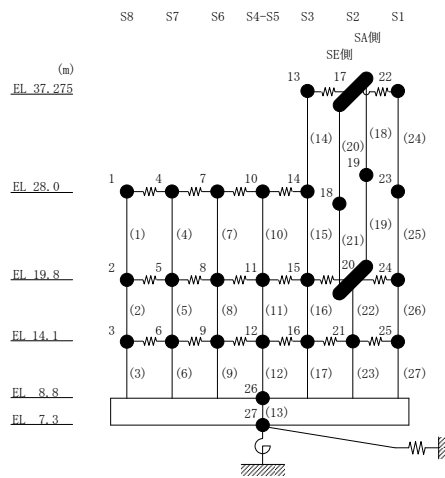 S8 S7 S6 S4-S5 S3 S2 S1
SA側
SE側
(m)
13 17 22
EL 37.275
(14) (20) (18) (24)
19
1 4 7 10 14 18 23
EL 28.0
(1) (4) (7) (10) (15) (21) (19) (25)
2 5 8 11 15 20 24
EL 19.8
(2) (5) (8) (11) (16) (22) (26)
3 6 9 12 16 21 25
EL 14.1
(3) (6) (9) (12) (17) (23) (27)
26
EL 8.8
27 (13)
EL 7.3